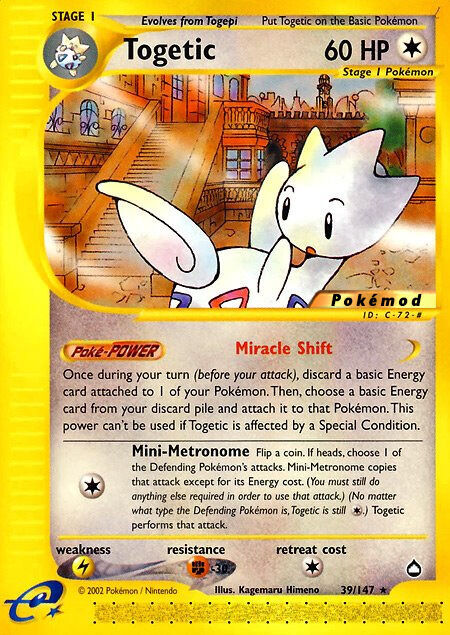 STAGE 1 Evolves from Togepi Put Togetic on the Basic Pokémon
Togetic 60 HP
Stage 1 Pokémon
Pokémod
ID: C-72-#
Poké-POWER Miracle Shift
Once during your turn (before your attack), discard a basic Energy
card attached to 1 of your Pokémon. Then, choose a basic Energy
card from your discard pile and attach it to that Pokémon. This
power can't be used if Togetic is affected by a Special Condition.
Mini-Metronome Flip a coin. If heads, choose 1 of
the Defending Pokémon's attacks. Mini-Metronome copies
that attack except for its Energy cost. (You must still do
anything else required in order to use that attack.) (No matter
what type the Defending Pokémon is, Togetic is still .) Togetic
performs that attack.
weakness resistance retreat cost
-30
© 2002 Pokémon / Nintendo Illus. Kagemaru Himeno 39/147 ★
e